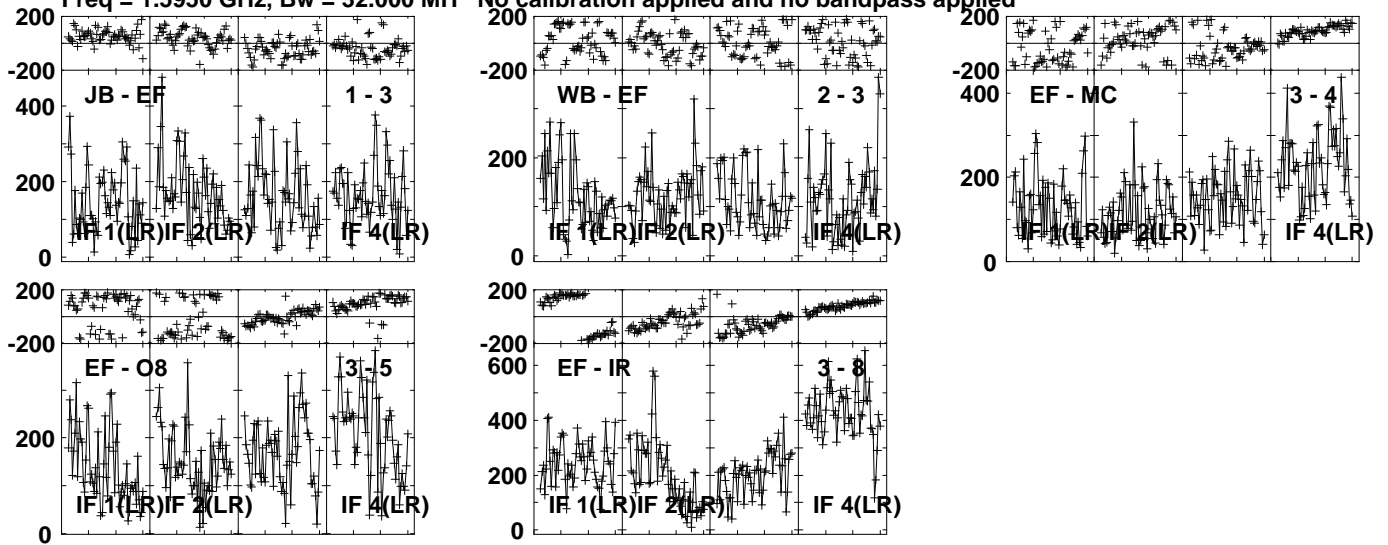 Freq = 1.5950 GHz, Bw = 32.000 MH No calibration applied and no bandpass applied
200
-200
JB - EF
1 - 3
400
300
200
100
0
IF 1(LR)
IF 2(LR)
IF 4(LR)
200
-200
WB - EF
2 - 3
200
0
IF 1(LR)
IF 2(LR)
IF 4(LR)
200
-200
EF - MC
3 - 4
400
200
0
IF 1(LR)
IF 2(LR)
IF 4(LR)
200
-200
EF - O8
3 - 5
200
0
IF 1(LR)
IF 2(LR)
IF 4(LR)
200
-200
EF - IR
3 - 8
600
400
200
0
IF 1(LR)
IF 2(LR)
IF 4(LR)